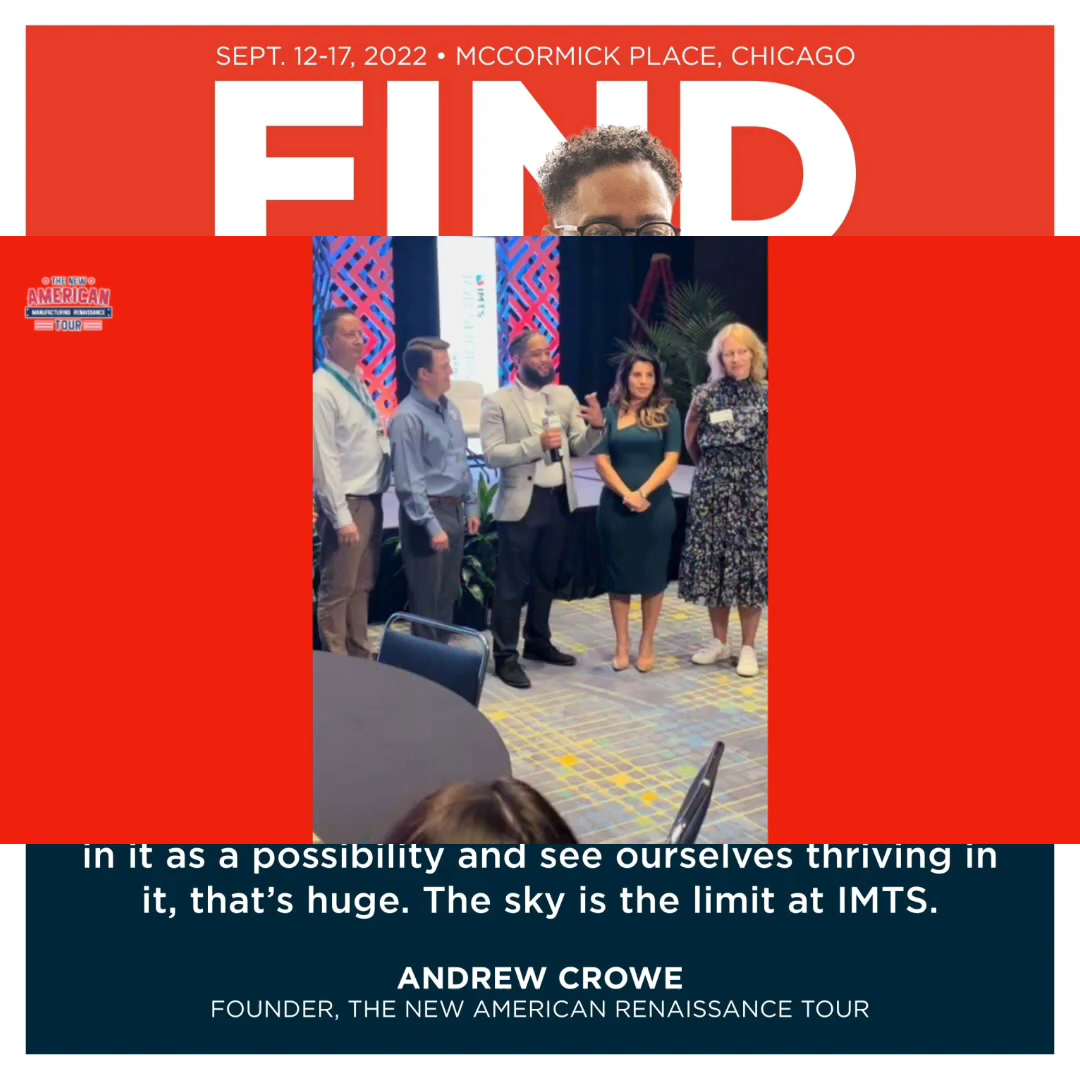 SEPT. 12-17, 2022 • MCCORMICK PLACE, CHICAGO
FIND
THE NEW
AMERICAN
MANUFACTURING RENAISSANCE
TOUR
IMTS
in it as a possibility and see ourselves thriving in
it, that's huge. The sky is the limit at IMTS.
ANDREW CROWE
FOUNDER, THE NEW AMERICAN RENAISSANCE TOUR